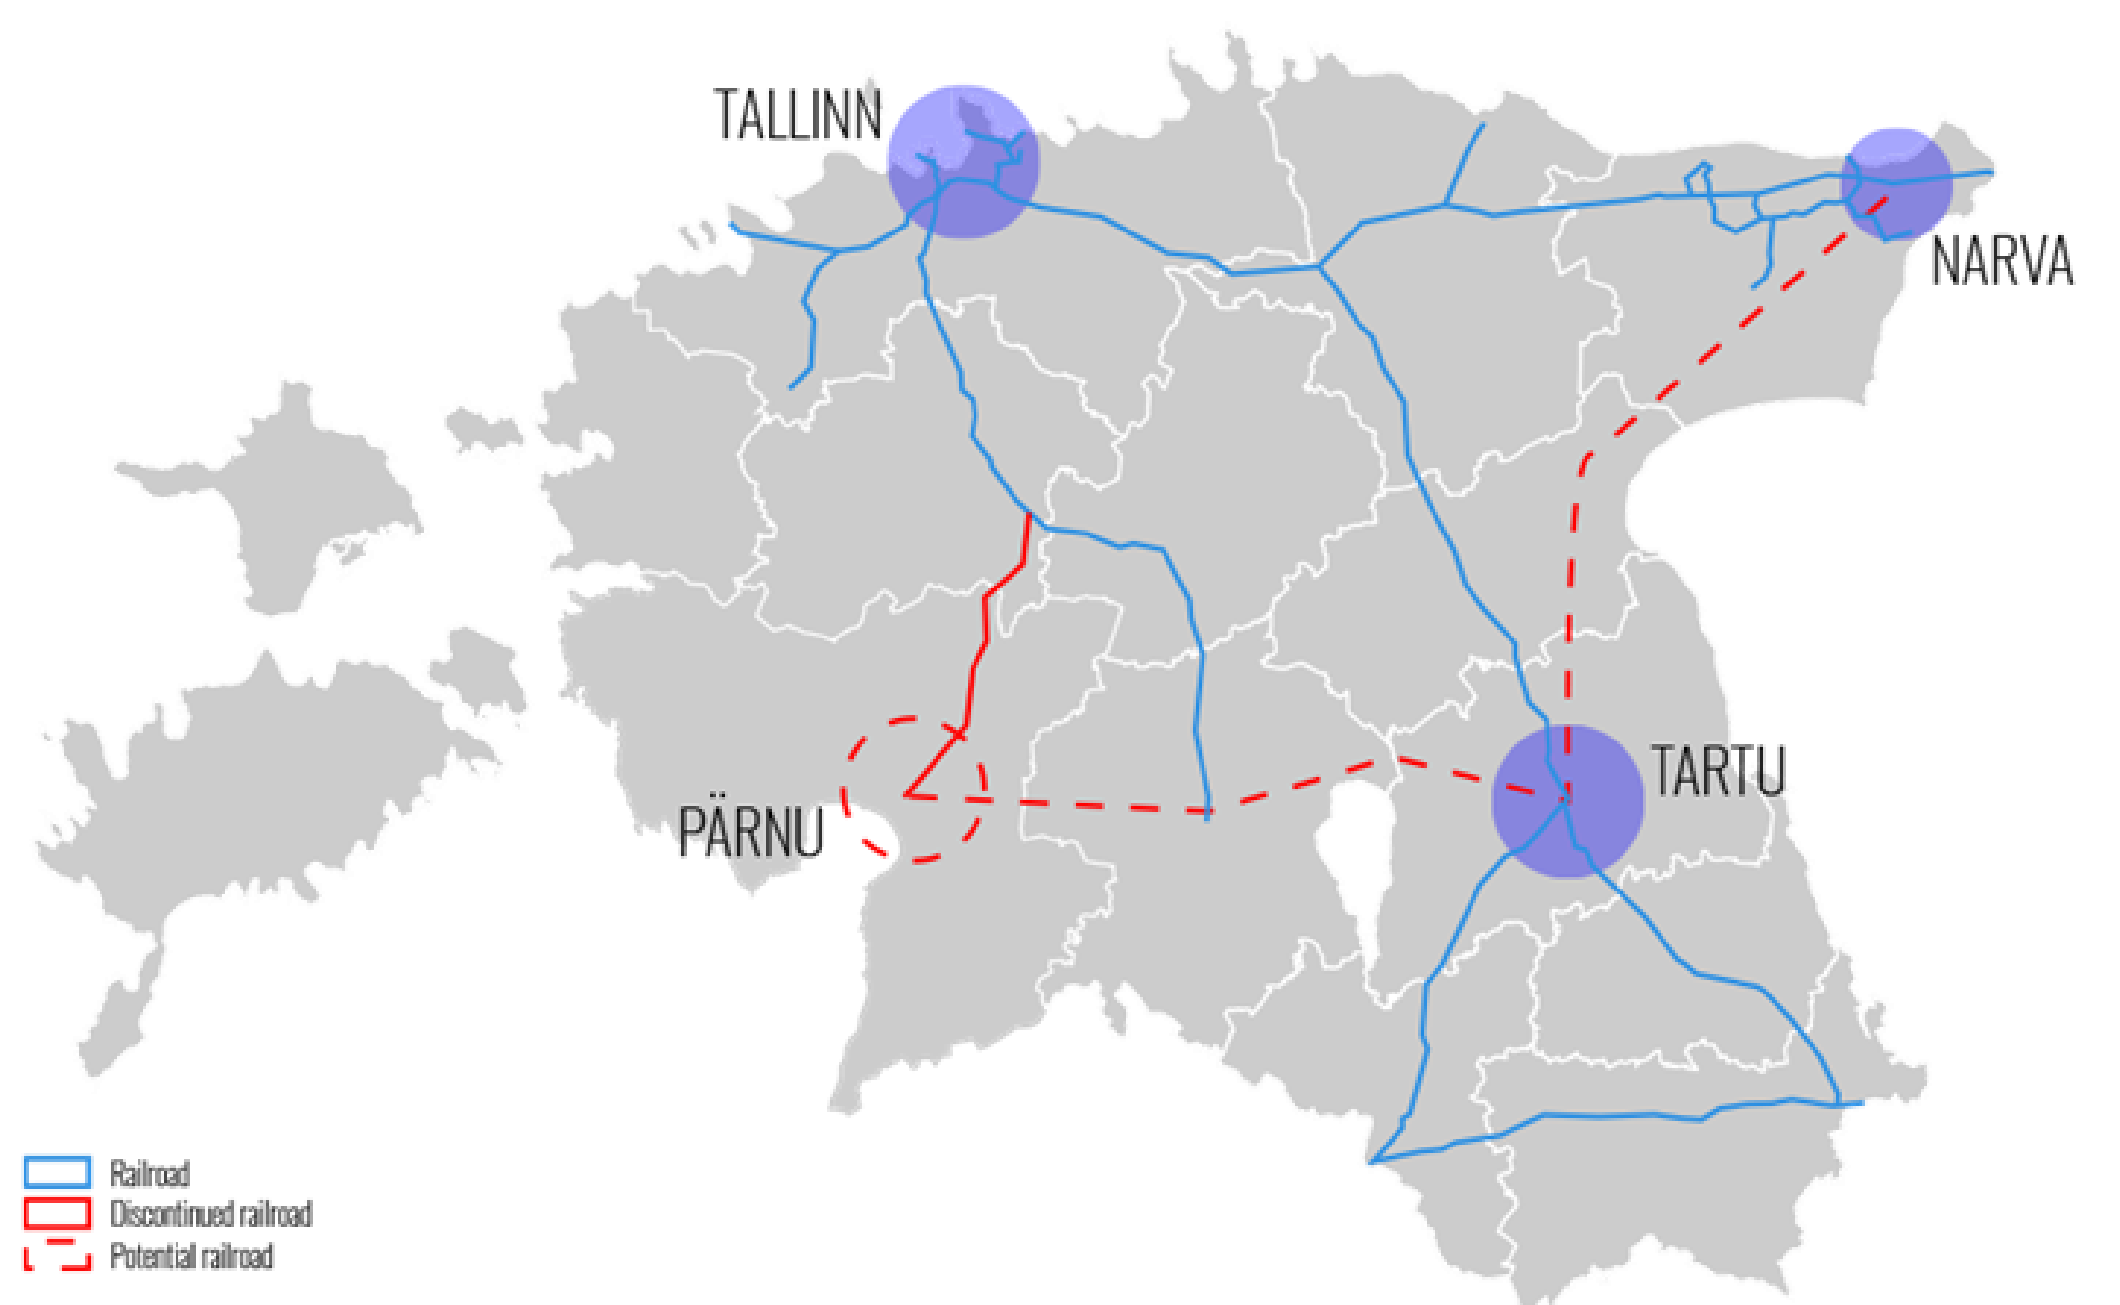 TALLINN
NARVA
TARTU
PÄRNU
Railroad
Discontinued railroad
Potential railroad